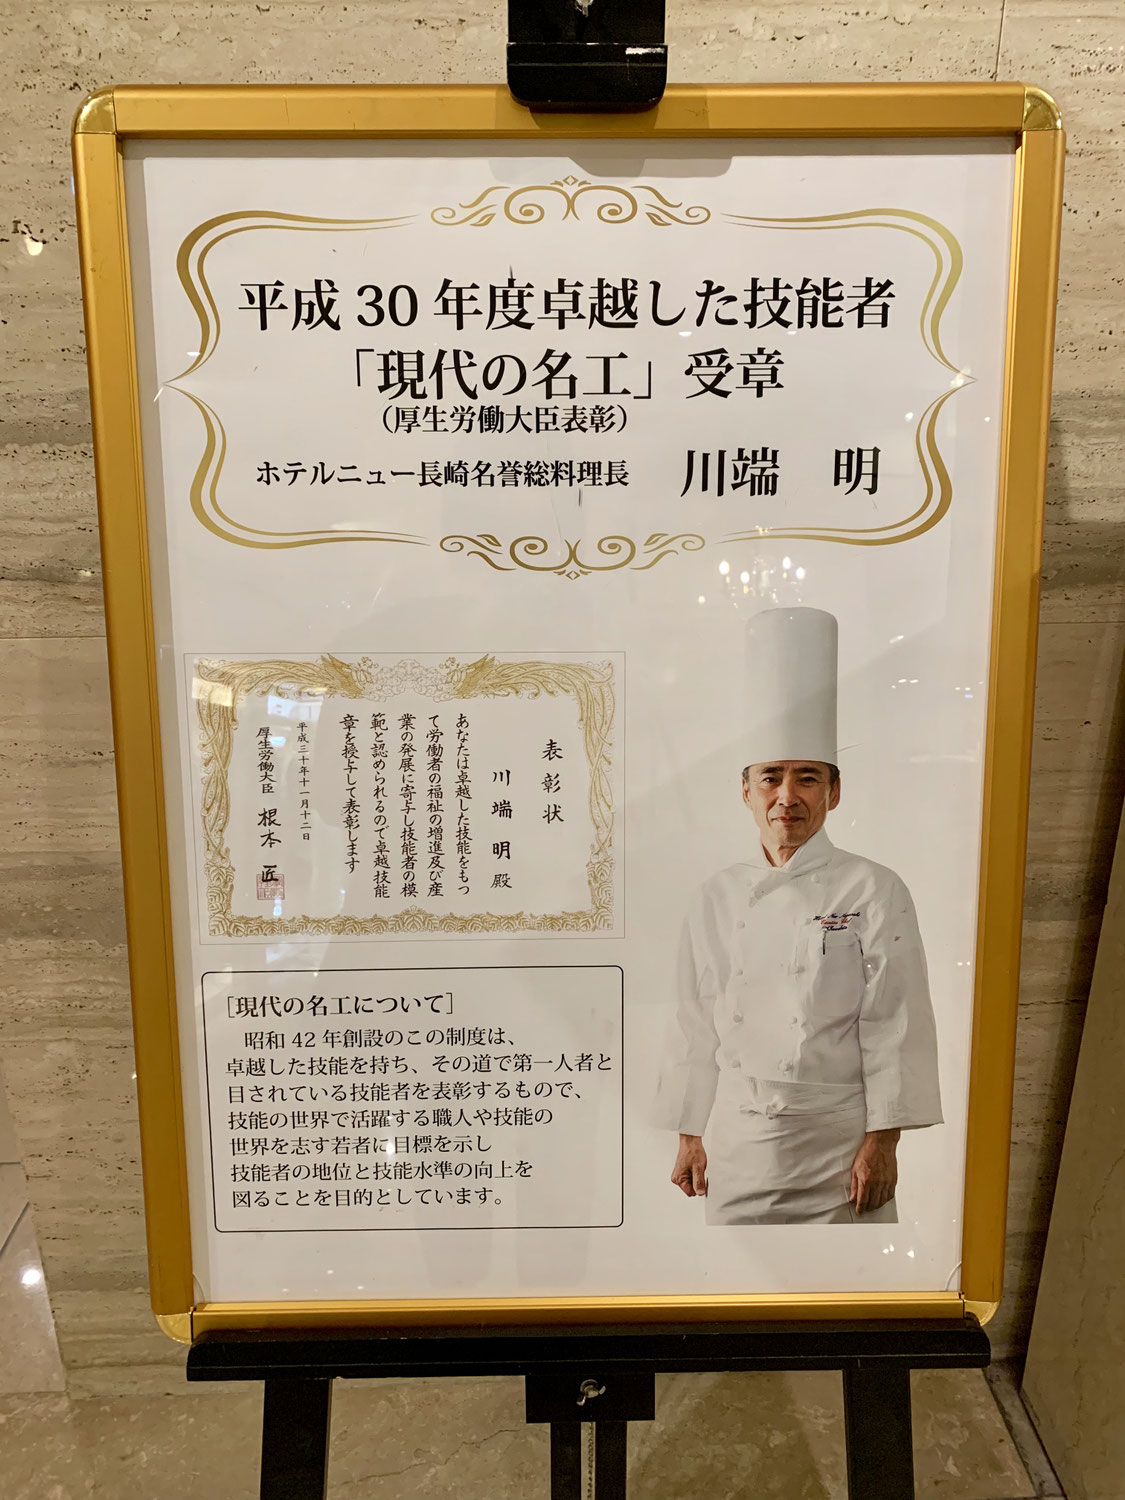 平成30年度卓越した技能者
「現代の名工」受章
（厚生労働大臣表彰）
ホテルニュー長崎名誉総料理長 川端 明
表彰状
川端 明 殿
あなたは卓越した技能をもっ
て労働者の福祉の増進及び産
業の発展に寄与し技能者の模
範と認められるので卓越技能
章を授与して表彰します
平成三十年十一月十二日
厚生労働大臣 根本 匠
［現代の名工について］
昭和42年創設のこの制度は、
卓越した技能を持ち、その道で第一人者と
目されている技能者を表彰するもので、
技能の世界で活躍する職人や技能の
世界を志す若者に目標を示し
技能者の地位と技能水準の向上を
図ることを目的としています。